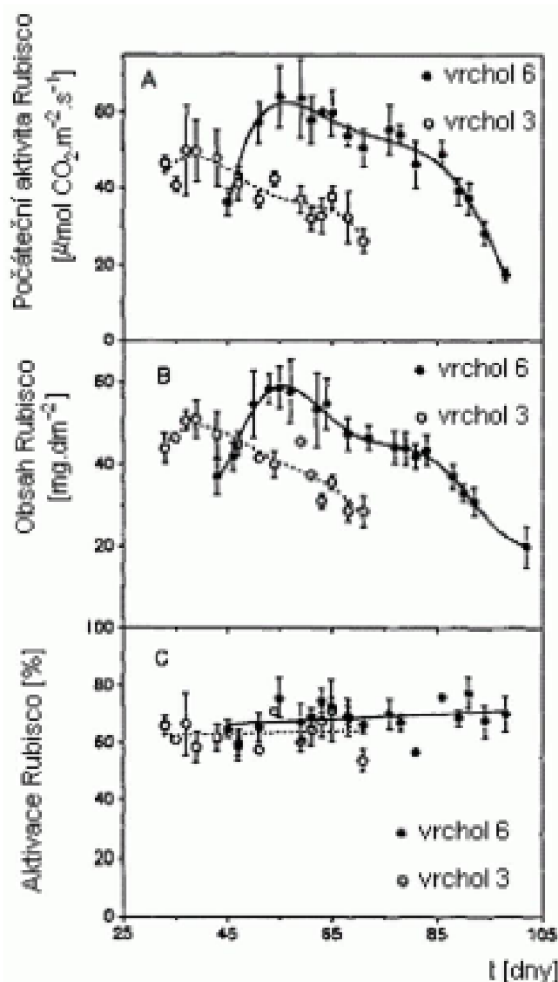 Počáteční aktivita Rubisco
[µmol CO₂.m⁻².s⁻¹]
A
vrchol 6
vrchol 3
60
40
20
0
Obsah Rubisco
[mg.dm⁻²]
B
vrchol 6
vrchol 3
60
40
20
Aktivace Rubisco [%]
C
100
80
60
40
20
0
vrchol 6
vrchol 3
25
45
65
85
105
t [dny]